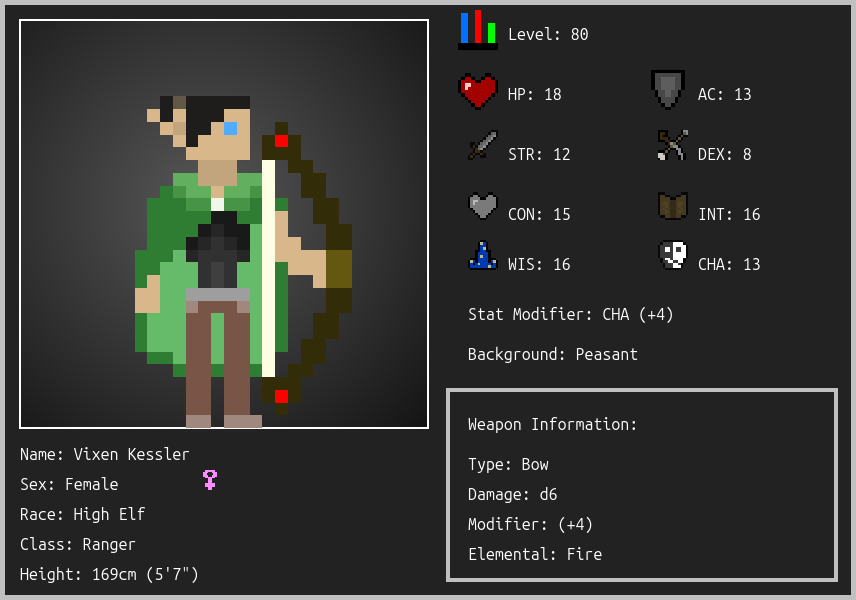 Level: 80
HP: 18
AC: 13
STR: 12
DEX: 8
CON: 15
INT: 16
WIS: 16
CHA: 13
Stat Modifier: CHA (+4)
Background: Peasant
Weapon Information:
Type: Bow
Damage: d6
Modifier: (+4)
Elemental: Fire
Name: Vixen Kessler
Sex: Female
Race: High Elf
Class: Ranger
Height: 169cm (5'7")